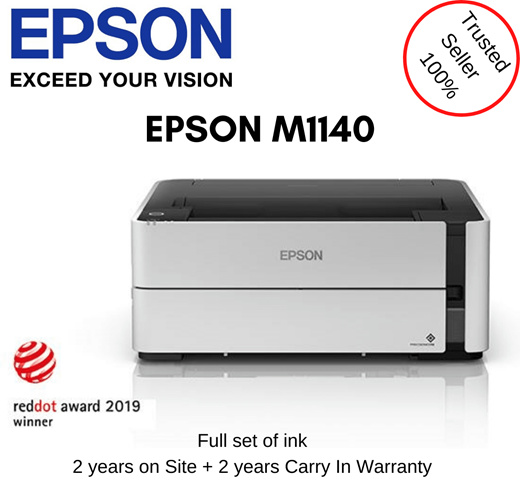 EPSON
EXCEED YOUR VISION
Trusted
Seller
100%
EPSON M1140
EPSON
PRECISIONCORE
reddot award 2019
winner
Full set of ink
2 years on Site + 2 years Carry In Warranty